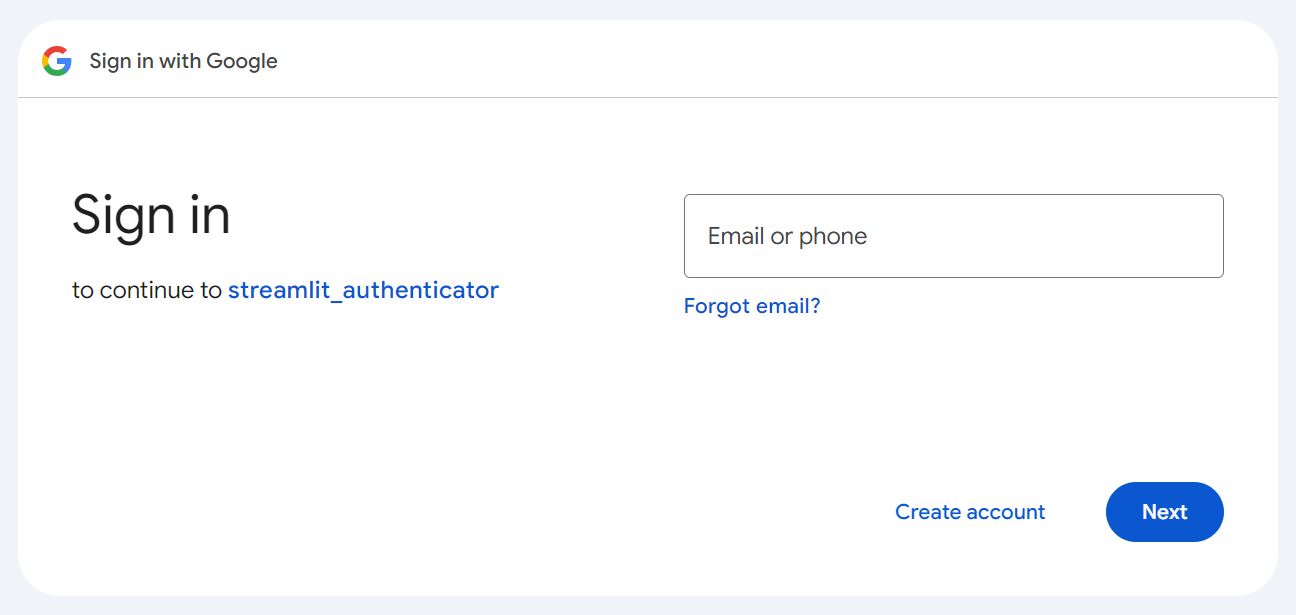 Sign in with Google
Sign in
to continue to streamlit_authenticator
Email or phone
Forgot email?
Create account
Next